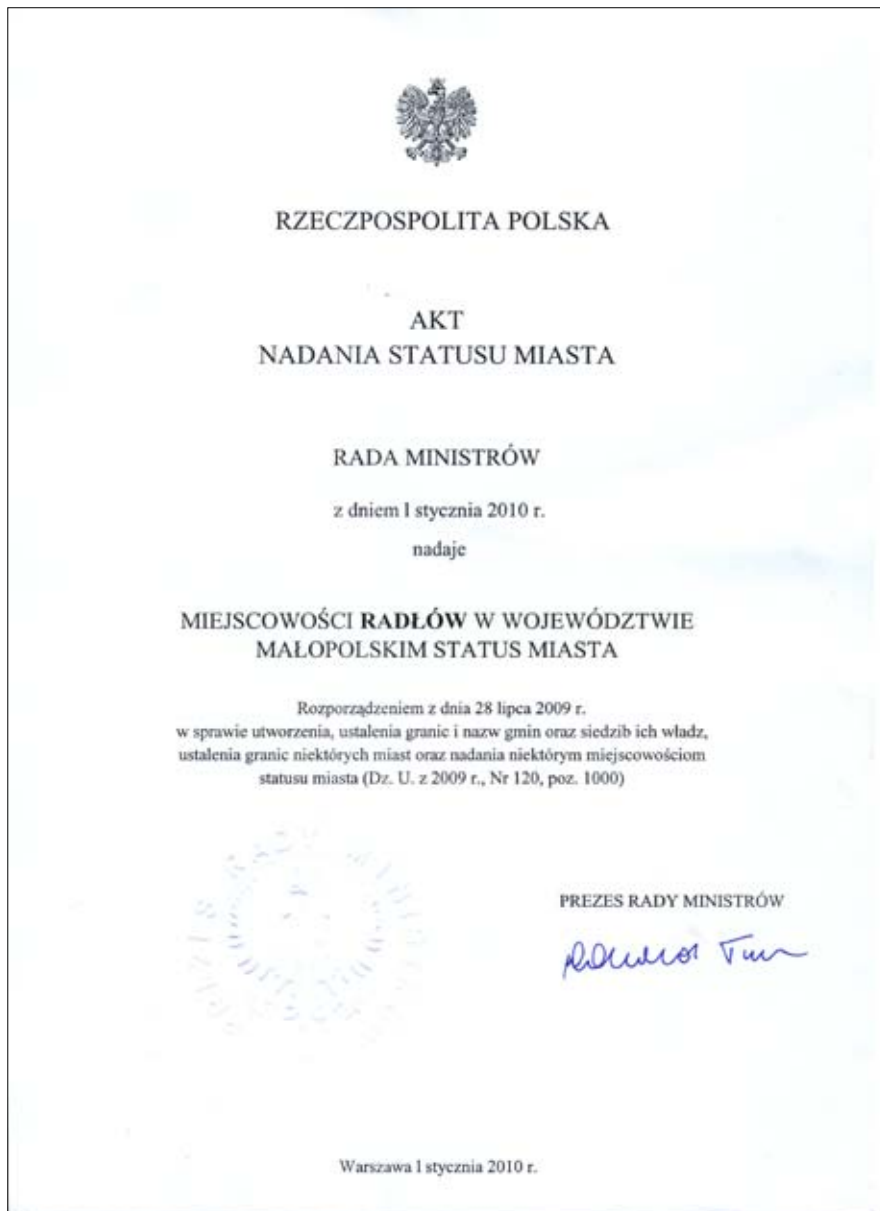 RZECZPOSPOLITA POLSKA
AKT
NADANIA STATUSU MIASTA
RADA MINISTRÓW
z dniem 1 stycznia 2010 r.
nadaje
MIEJSCOWOŚCI RADŁÓW W WOJEWÓDZTWIE
MAŁOPOLSKIM STATUS MIASTA
Rozporządzeniem z dnia 28 lipca 2009 r.
w sprawie utworzenia, ustalenia granic i nazw gmin oraz siedzib ich władz,
ustalenia granic niektórych miast oraz nadania niektórym miejscowościom
statusu miasta (Dz. U. z 2009 r., Nr 120, poz. 1000)
RADY
PREZES RADY MINISTRÓW
Warszawa 1 stycznia 2010 r.